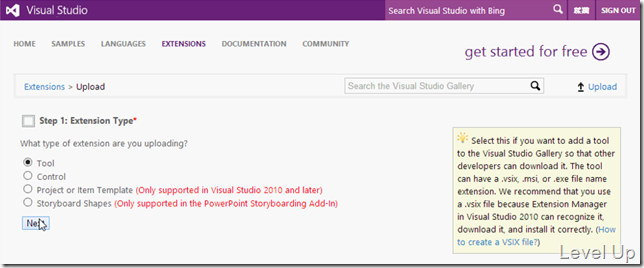 Visual Studio
Search Visual Studio with Bing
SIGN OUT
HOME SAMPLES LANGUAGES EXTENSIONS DOCUMENTATION COMMUNITY
get started for free
Extensions > Upload
Search the Visual Studio Gallery
Upload
Step 1: Extension Type*
What type of extension are you uploading?
Tool
Control
Project or Item Template (Only supported in Visual Studio 2010 and later)
Storyboard Shapes (Only supported in the PowerPoint Storyboarding Add-In)
Next
Select this if you want to add a tool
to the Visual Studio Gallery so that other
developers can download it. The tool
can have a .vsix, .msi, or .exe file name
extension. We recommend that you use
a .vsix file because Extension Manager
in Visual Studio 2010 can recognize it,
download it, and install it correctly. (How
to create a VSIX file?)
Level Up